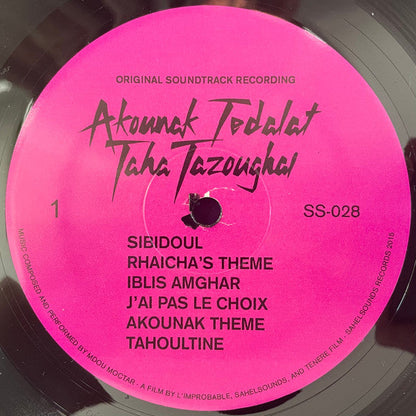 ORIGINAL SOUNDTRACK RECORDING
Akounak Tedalat
Taha Tazoughai
1
SS-028
SIBIDOUL
RHAICHA'S THEME
IBLIS AMGHAR
J'AI PAS LE CHOIX
AKOUNAK THEME
TAHOULTINE
MUSIC COMPOSED AND PERFORMED BY MDOU MOCTAR - A FILM BY L'IMPROBABLE, SAHELSOUNDS, AND TENERE FILM - SAHELSOUNDS RECORDS 2015